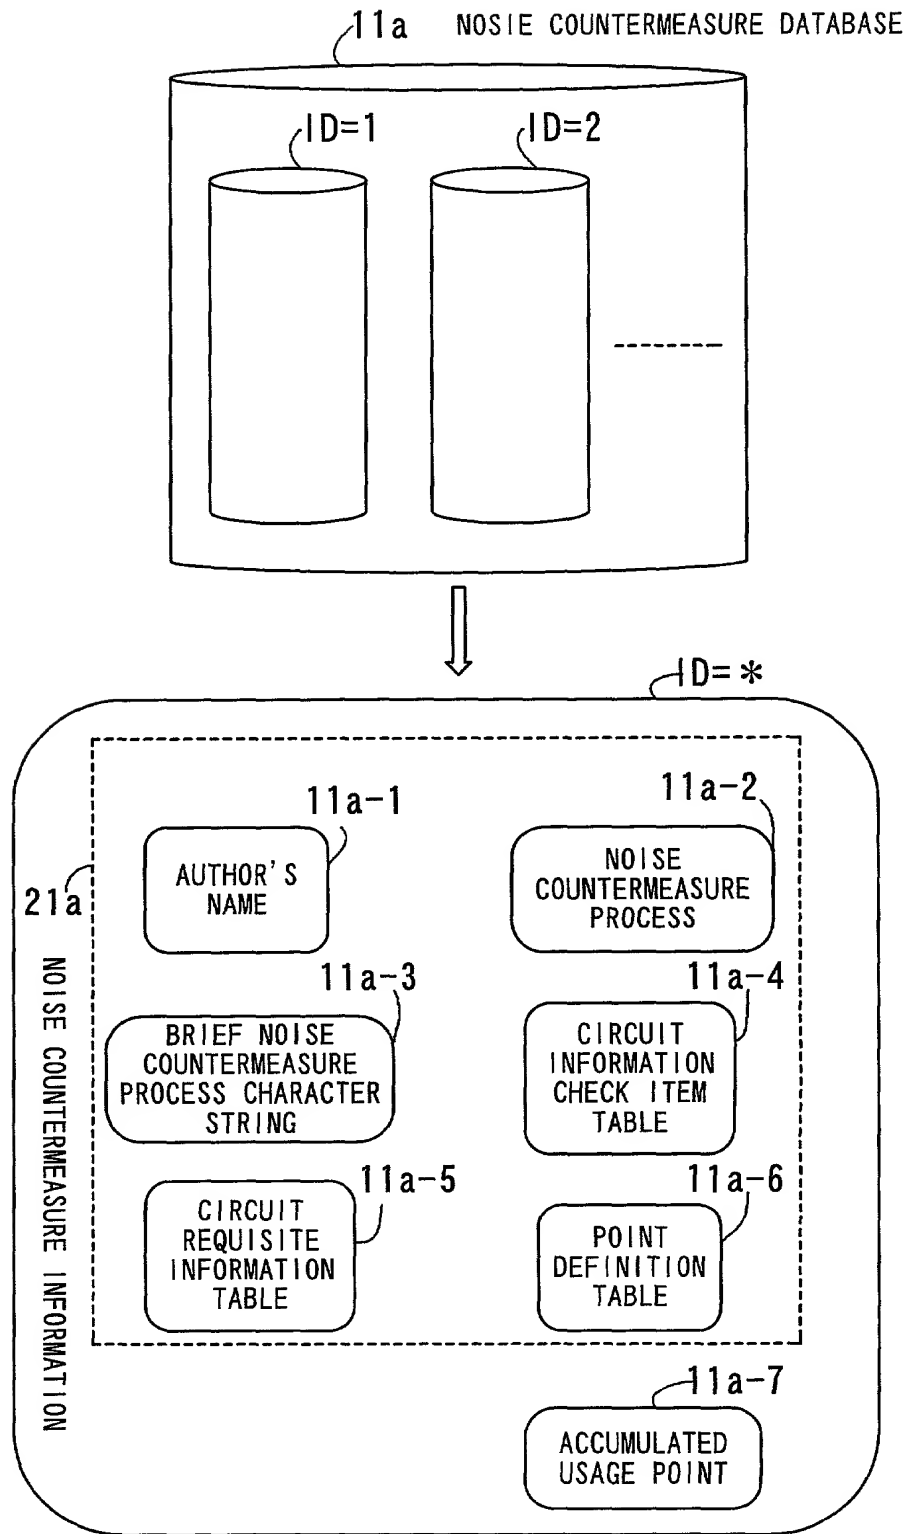 11a NOSIE COUNTERMEASURE DATABASE
ID=1
ID=2
ID=*
11a-1
11a-2
AUTHOR'S
NAME
NOISE
COUNTERMEASURE
PROCESS
21a
NOISE COUNTERMEASURE INFORMATION
11a-3
11a-4
BRIEF NOISE
COUNTERMEASURE
PROCESS CHARACTER
STRING
CIRCUIT
INFORMATION
CHECK ITEM
TABLE
11a-5
11a-6
CIRCUIT
REQUISITE
INFORMATION
TABLE
POINT
DEFINITION
TABLE
11a-7
ACCUMULATED
USAGE POINT